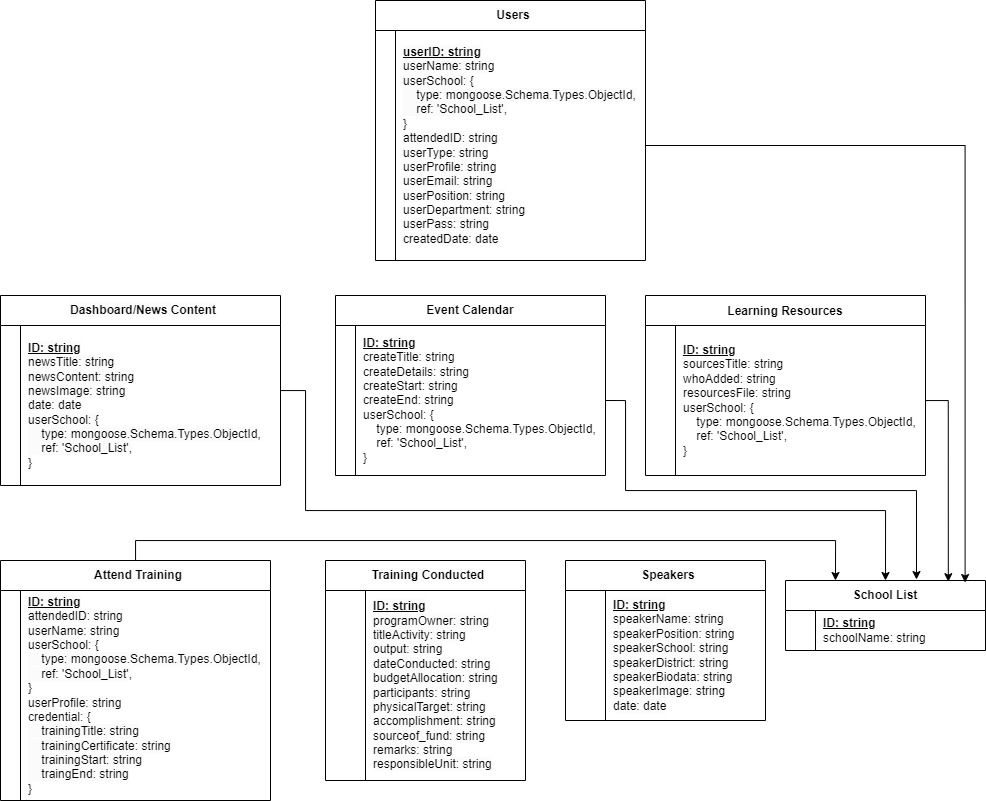 Users
userID: string
userName: string
userSchool: {
type: mongoose.Schema.Types.ObjectId,
ref: 'School_List',
}
attendedID: string
userType: string
userProfile: string
userEmail: string
userPosition: string
userDepartment: string
userPass: string
createdDate: date
Dashboard/News Content
ID: string
newsTitle: string
newsContent: string
newsImage: string
date: date
userSchool: {
type: mongoose.Schema.Types.ObjectId,
ref: 'School_List',
}
Event Calendar
ID: string
createTitle: string
createDetails: string
createStart: string
createEnd: string
userSchool: {
type: mongoose.Schema.Types.ObjectId,
ref: 'School_List',
}
Learning Resources
ID: string
sourcesTitle: string
whoAdded: string
resourcesFile: string
userSchool: {
type: mongoose.Schema.Types.ObjectId,
ref: 'School_List',
}
Attend Training
ID: string
attendedID: string
userName: string
userSchool: {
type: mongoose.Schema.Types.ObjectId,
ref: 'School_List',
}
userProfile: string
credential: {
trainingTitle: string
trainingCertificate: string
trainingStart: string
traingEnd: string
}
Training Conducted
ID: string
programOwner: string
titleActivity: string
output: string
dateConducted: string
budgetAllocation: string
participants: string
physicalTarget: string
accomplishment: string
sourceof_fund: string
remarks: string
responsibleUnit: string
Speakers
ID: string
speakerName: string
speakerPosition: string
speakerSchool: string
speakerDistrict: string
speakerBiodata: string
speakerImage: string
date: date
School List
ID: string
schoolName: string